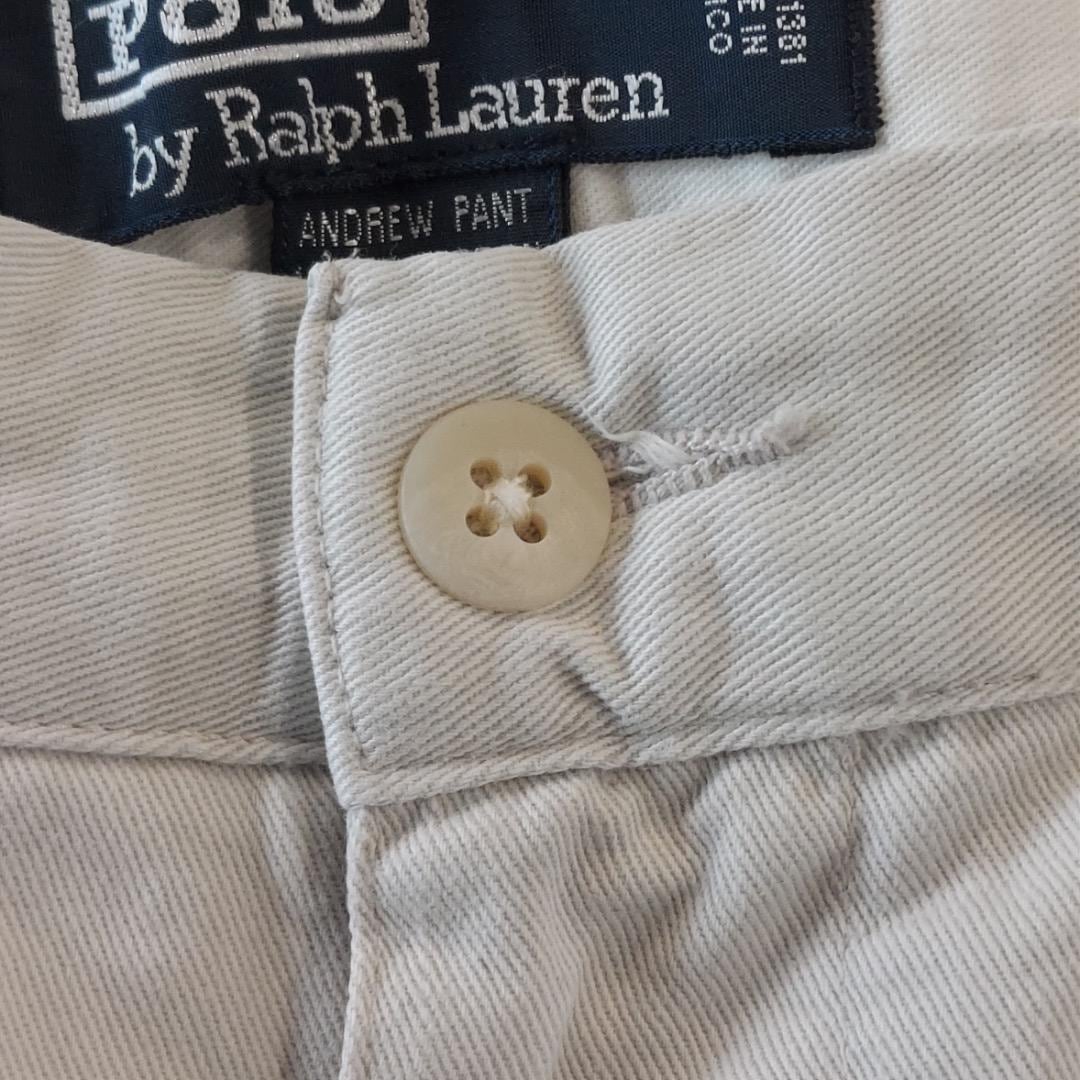 POLO
by Ralph Lauren
ANDREW PANT